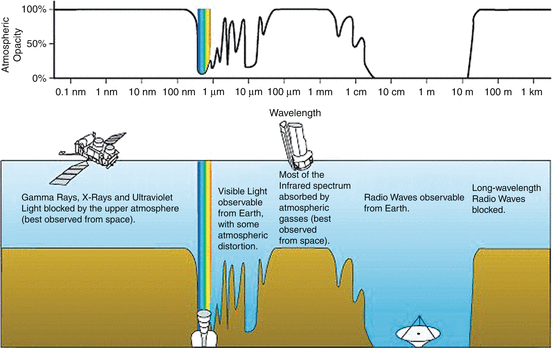 Atmospheric
Opacity
100%
50%
0%
0.1 nm 1 nm 10 nm 100 nm 1 μm 10 μm 100 μm 1 mm 1 cm 10 cm 1 m 10 m 100 m 1 km
Wavelength
Gamma Rays, X-Rays and Ultraviolet
Light blocked by the upper atmosphere
(best observed from space).
Visible Light
observable
from Earth,
with some
atmospheric
distortion.
Most of the
Infrared spectrum
absorbed by
atmospheric
gasses (best
observed
from space).
Radio Waves observable
from Earth.
Long-wavelength
Radio Waves
blocked.